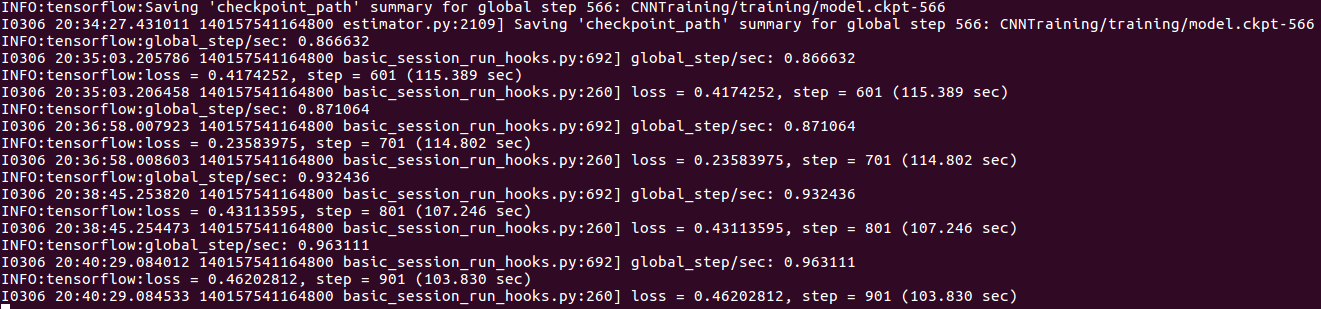 INFO:tensorflow:Saving 'checkpoint_path' summary for global step 566: CNNTraining/training/model.ckpt-566
I0306 20:34:27.431011 140157541164800 estimator.py:2109] Saving 'checkpoint_path' summary for global step 566: CNNTraining/training/model.ckpt-566
INFO:tensorflow:global_step/sec: 0.866632
I0306 20:35:03.205786 140157541164800 basic_session_run_hooks.py:692] global_step/sec: 0.866632
INFO:tensorflow:loss = 0.4174252, step = 601 (115.389 sec)
I0306 20:35:03.206458 140157541164800 basic_session_run_hooks.py:260] loss = 0.4174252, step = 601 (115.389 sec)
INFO:tensorflow:global_step/sec: 0.871064
I0306 20:36:58.007923 140157541164800 basic_session_run_hooks.py:692] global_step/sec: 0.871064
INFO:tensorflow:loss = 0.23583975, step = 701 (114.802 sec)
I0306 20:36:58.008603 140157541164800 basic_session_run_hooks.py:260] loss = 0.23583975, step = 701 (114.802 sec)
INFO:tensorflow:global_step/sec: 0.932436
I0306 20:38:45.253820 140157541164800 basic_session_run_hooks.py:692] global_step/sec: 0.932436
INFO:tensorflow:loss = 0.43113595, step = 801 (107.246 sec)
I0306 20:38:45.254473 140157541164800 basic_session_run_hooks.py:260] loss = 0.43113595, step = 801 (107.246 sec)
INFO:tensorflow:global_step/sec: 0.963111
I0306 20:40:29.084012 140157541164800 basic_session_run_hooks.py:692] global_step/sec: 0.963111
INFO:tensorflow:loss = 0.46202812, step = 901 (103.830 sec)
I0306 20:40:29.084533 140157541164800 basic_session_run_hooks.py:260] loss = 0.46202812, step = 901 (103.830 sec)